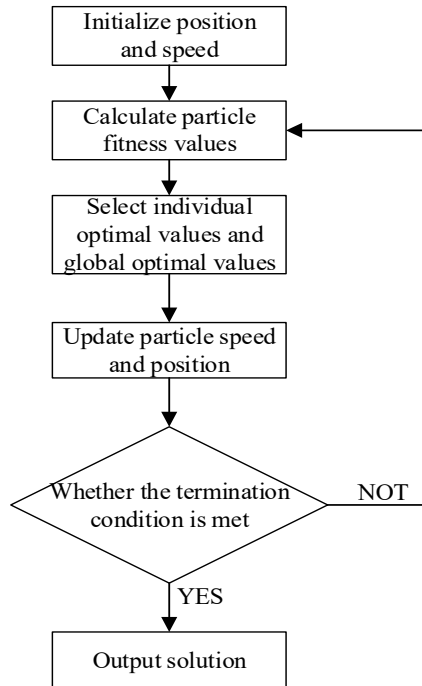 Initialize position
and speed
Calculate particle
fitness values
Select individual
optimal values and
global optimal values
Update particle speed
and position
Whether the termination
condition is met
NOT
YES
Output solution